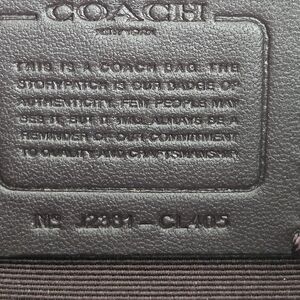 COACH
NEW YORK
THIS IS A COACH BAG. THE
STORYPATCH IS OUR BADGE OF
AUTHENTICITY. FEW PEOPLE MAY
SEE IT, BUT IT WILL ALWAYS BE A
REMINDER OF OUR COMMITMENT
TO QUALITY AND CRAFTSMANSHIP.
Nº J2381-CL405